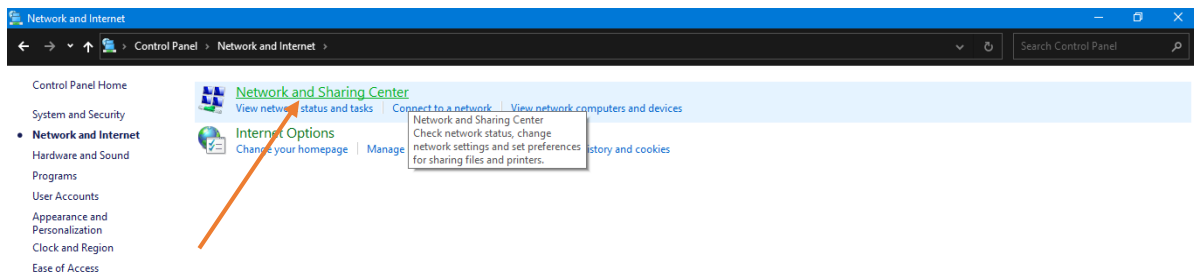 Network and Internet
Control Panel > Network and Internet >
Search Control Panel
Control Panel Home
System and Security
Network and Internet
Hardware and Sound
Programs
User Accounts
Appearance and
Personalization
Clock and Region
Ease of Access
Network and Sharing Center
View network status and tasks
Connect to a network
View network computers and devices
Internet Options
Change your homepage
Manage
istory and cookies
Network and Sharing Center
Check network status, change
network settings and set preferences
for sharing files and printers.